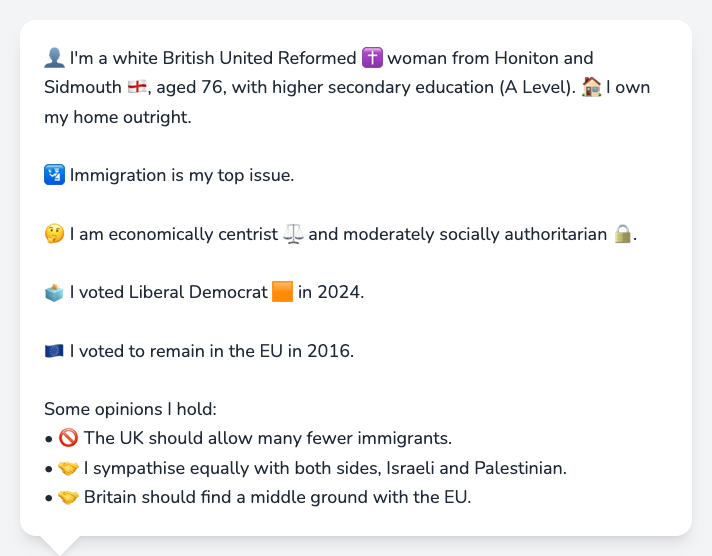 👤 I'm a white British United Reformed ✝️ woman from Honiton and
Sidmouth 🏴󠁧󠁢󠁥󠁮󠁧󠁿, aged 76, with higher secondary education (A Level). 🏠 I own
my home outright.
🛂 Immigration is my top issue.
🤔 I am economically centrist ⚖️ and moderately socially authoritarian 🔒.
🗳️ I voted Liberal Democrat 🟧 in 2024.
🇪🇺 I voted to remain in the EU in 2016.
Some opinions I hold:
• 🚫 The UK should allow many fewer immigrants.
• 🤝 I sympathise equally with both sides, Israeli and Palestinian.
• 🤝 Britain should find a middle ground with the EU.